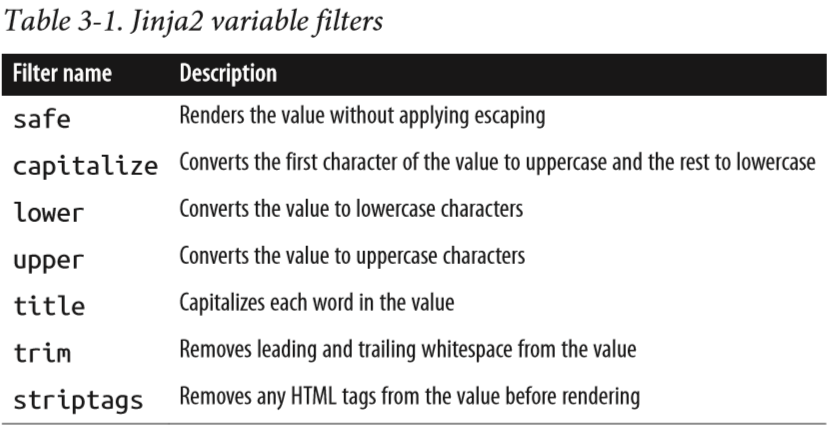 Table 3-1. Jinja2 variable filters
Filter name Description
safe Renders the value without applying escaping
capitalize Converts the first character of the value to uppercase and the rest to lowercase
lower Converts the value to lowercase characters
upper Converts the value to uppercase characters
title Capitalizes each word in the value
trim Removes leading and trailing whitespace from the value
striptags Removes any HTML tags from the value before rendering